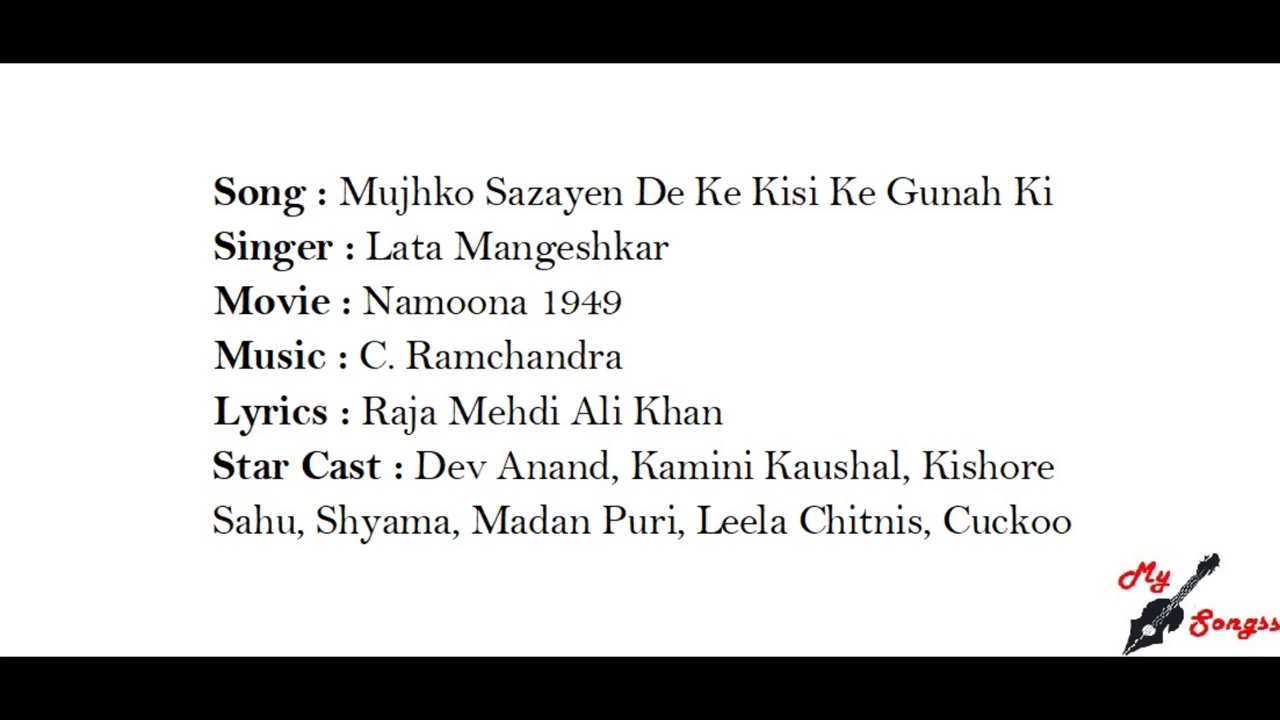 Song : Mujhko Sazayen De Ke Kisi Ke Gunah Ki
Singer : Lata Mangeshkar
Movie : Namoona 1949
Music : C. Ramchandra
Lyrics : Raja Mehdi Ali Khan
Star Cast : Dev Anand, Kamini Kaushal, Kishore
Sahu, Shyama, Madan Puri, Leela Chitnis, Cuckoo
My
Songss